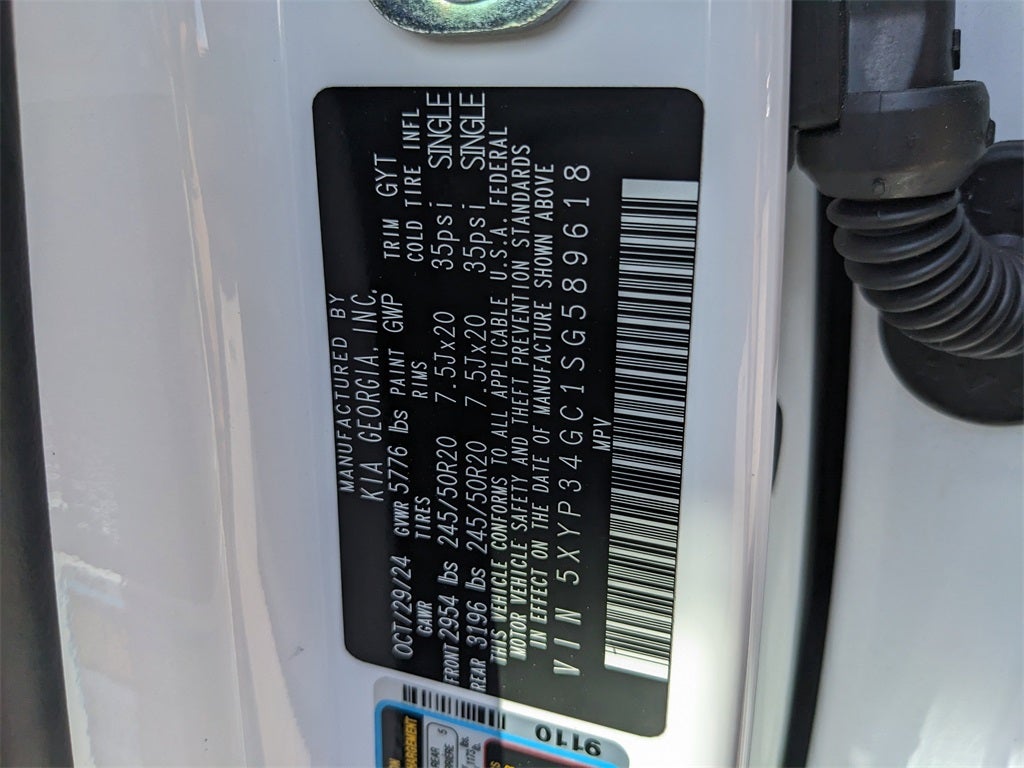 MANUFACTURED BY
KIA GEORGIA, INC.
OCT/29/24 GVWR 5776 lbs PAINT GWP TRIM GYT
GAWR TIRES RIMS COLD TIRE INFL
FRONT 2954 lbs 245/50R20 7.5Jx20 35psi SINGLE
REAR 3196 lbs 245/50R20 7.5Jx20 35psi SINGLE
THIS VEHICLE CONFORMS TO ALL APPLICABLE U.S.A. FEDERAL
MOTOR VEHICLE SAFETY AND THEFT PREVENTION STANDARDS
IN EFFECT ON THE DATE OF MANUFACTURE SHOWN ABOVE
VIN 5XYP34GC1SG589618
MPV
9110